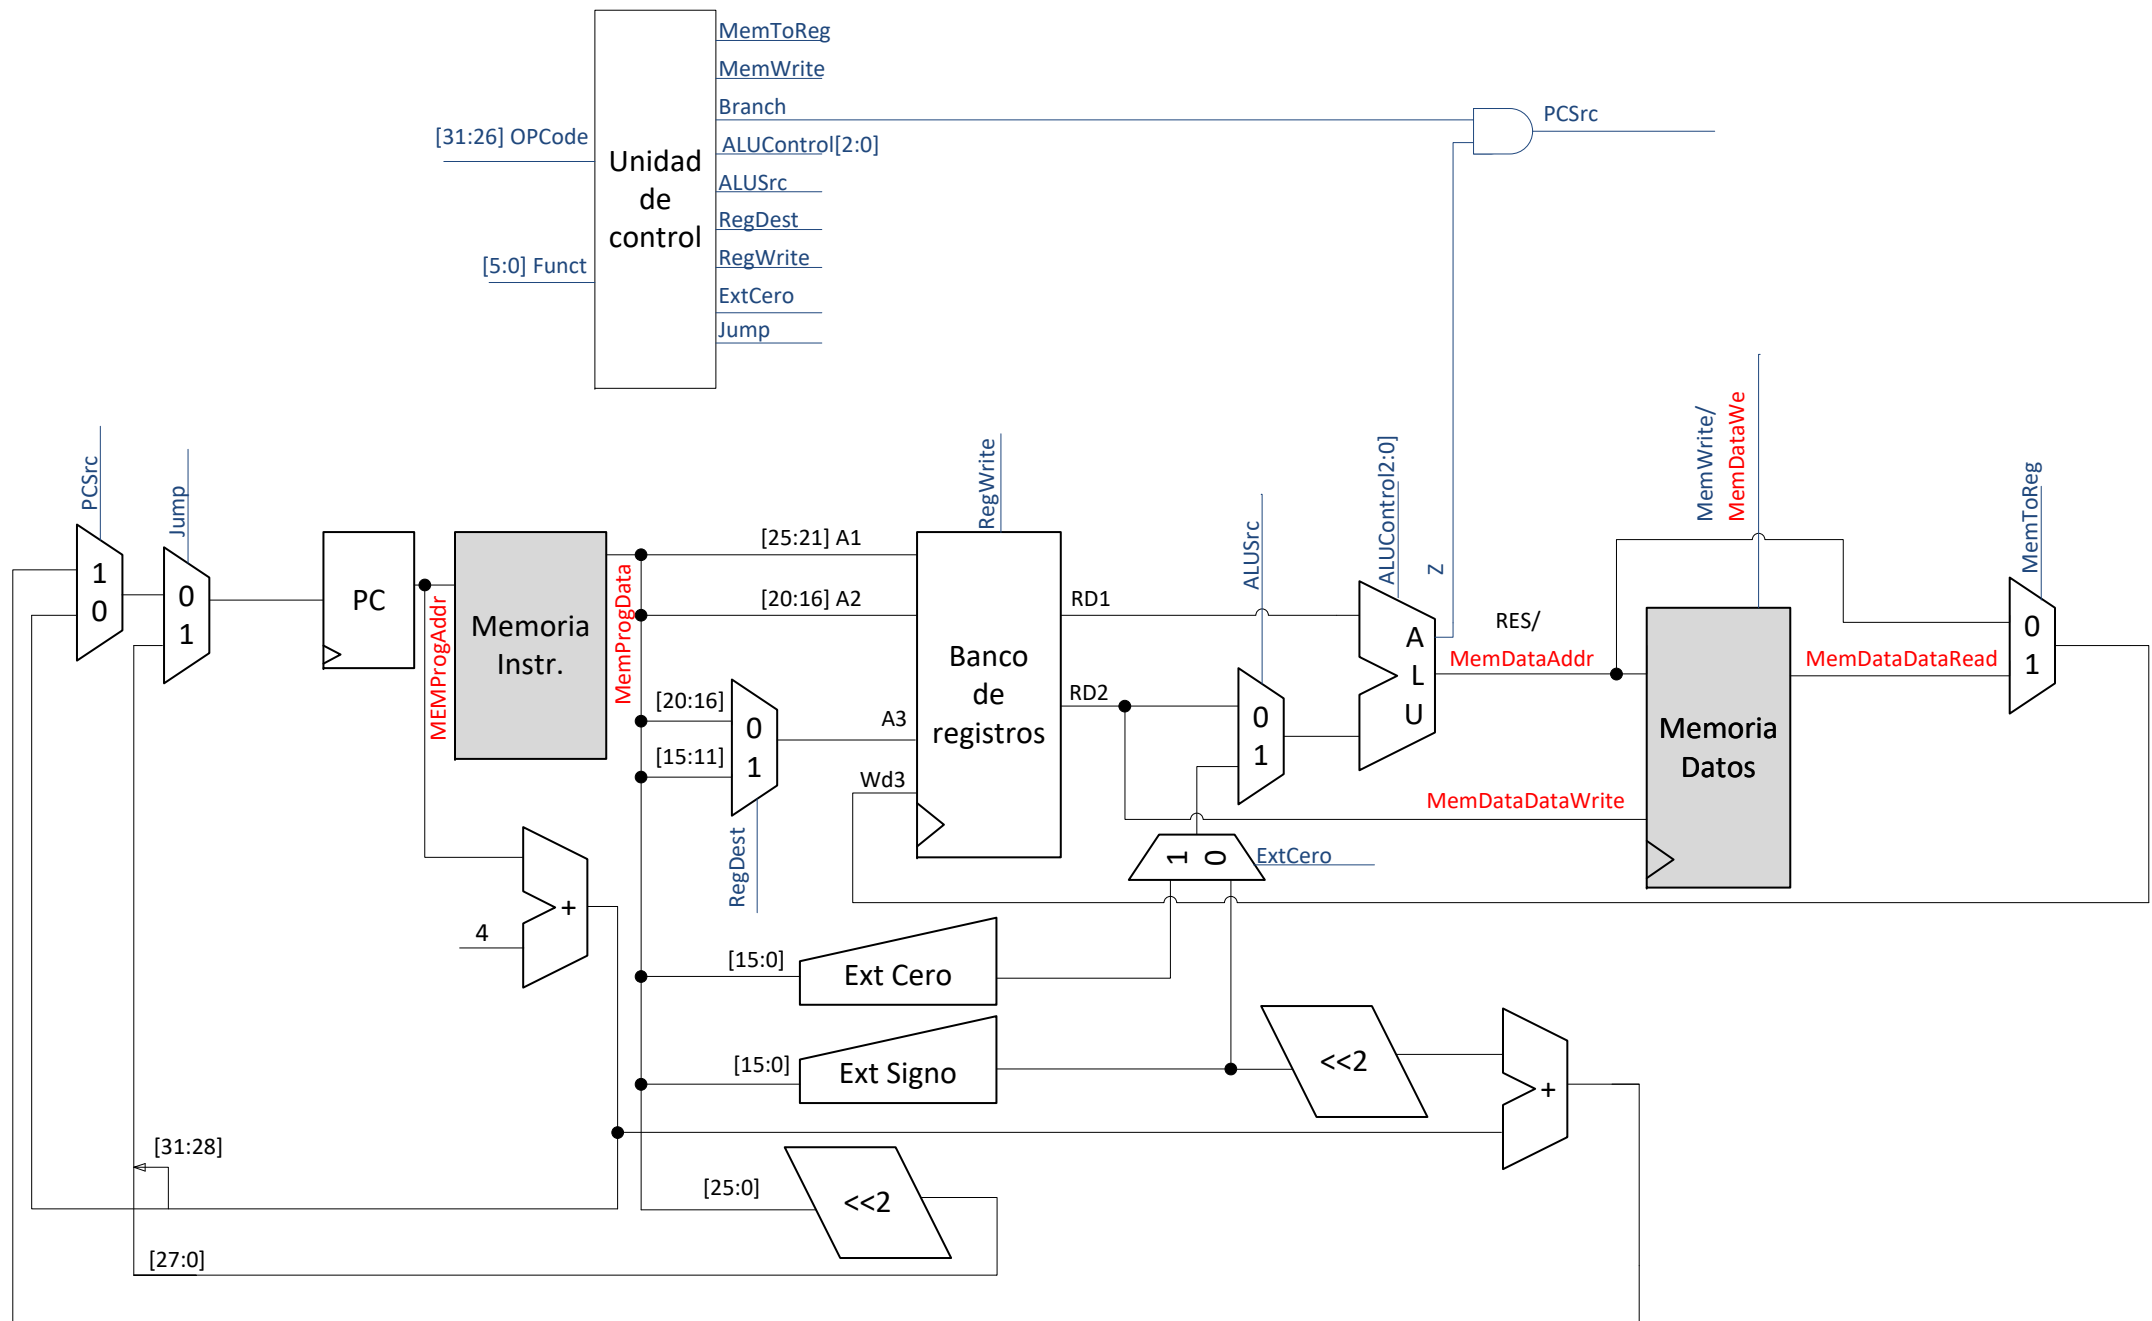 MemToReg
MemWrite
Branch
[31:26] OPCode
ALUControl[2:0]
Unidad
de
control
ALUSrc
RegDest
RegWrite
[5:0] Funct
ExtCero
Jump
PCSrc
PCSrc
Jump
RegWrite
ALUSrc
ALUControl2:0]
Z
MemWrite/
MemDataWe
MemToReg
1
0
0
1
PC
MEMProgAddr
Memoria
Instr.
MemProgData
[25:21] A1
[20:16] A2
[20:16]
[15:11]
0
1
RegDest
A3
Wd3
Banco
de
registros
RD1
RD2
0
1
A
L
U
RES/
MemDataAddr
MemDataDataWrite
Memoria
Datos
MemDataDataRead
0
1
1
0
ExtCero
4
+
[15:0]
Ext Cero
[15:0]
Ext Signo
<<2
+
[31:28]
[25:0]
<<2
[27:0]